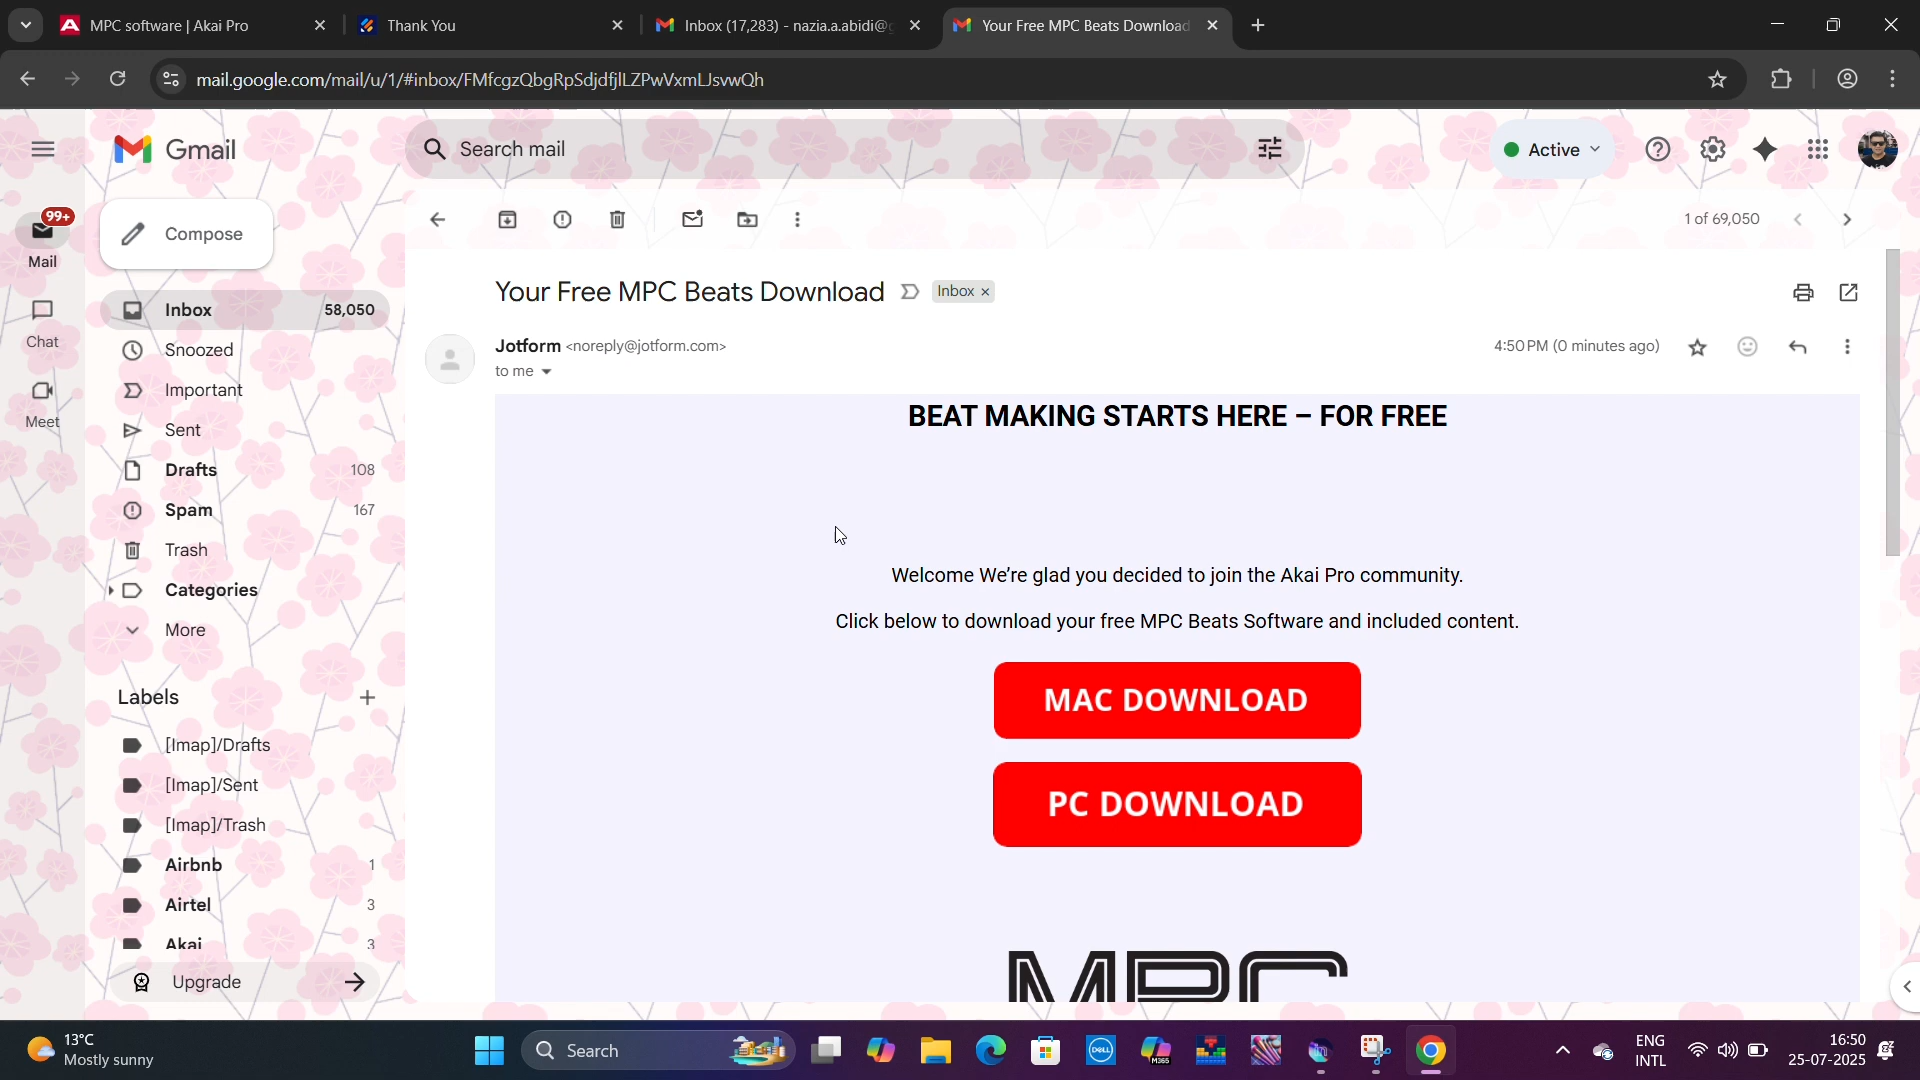 MPC software | Akai Pro
Thank You
Inbox (17,283) - nazia.a.abidi@g
Your Free MPC Beats Download
mail.google.com/mail/u/1/#inbox/FMfcgzQbgRpSdjdfjlLZPwVxmLJsvwQh
Gmail
Search mail
Active
99+
Mail
Chat
Meet
Compose
1 of 69,050
Inbox 58,050
Snoozed
Important
Sent
Drafts 108
Spam 167
Trash
Categories
More
Labels
[Imap]/Drafts
[Imap]/Sent
[Imap]/Trash
Airbnb 1
Airtel 3
Akai 3
Upgrade
Your Free MPC Beats Download
Inbox
Jotform <noreply@jotform.com>
4:50 PM (0 minutes ago)
to me
BEAT MAKING STARTS HERE – FOR FREE
Welcome We're glad you decided to join the Akai Pro community.
Click below to download your free MPC Beats Software and included content.
MAC DOWNLOAD
PC DOWNLOAD
MPC
13°C
Mostly sunny
Search
DELL
M365
ENG
INTL
16:50
25-07-2025